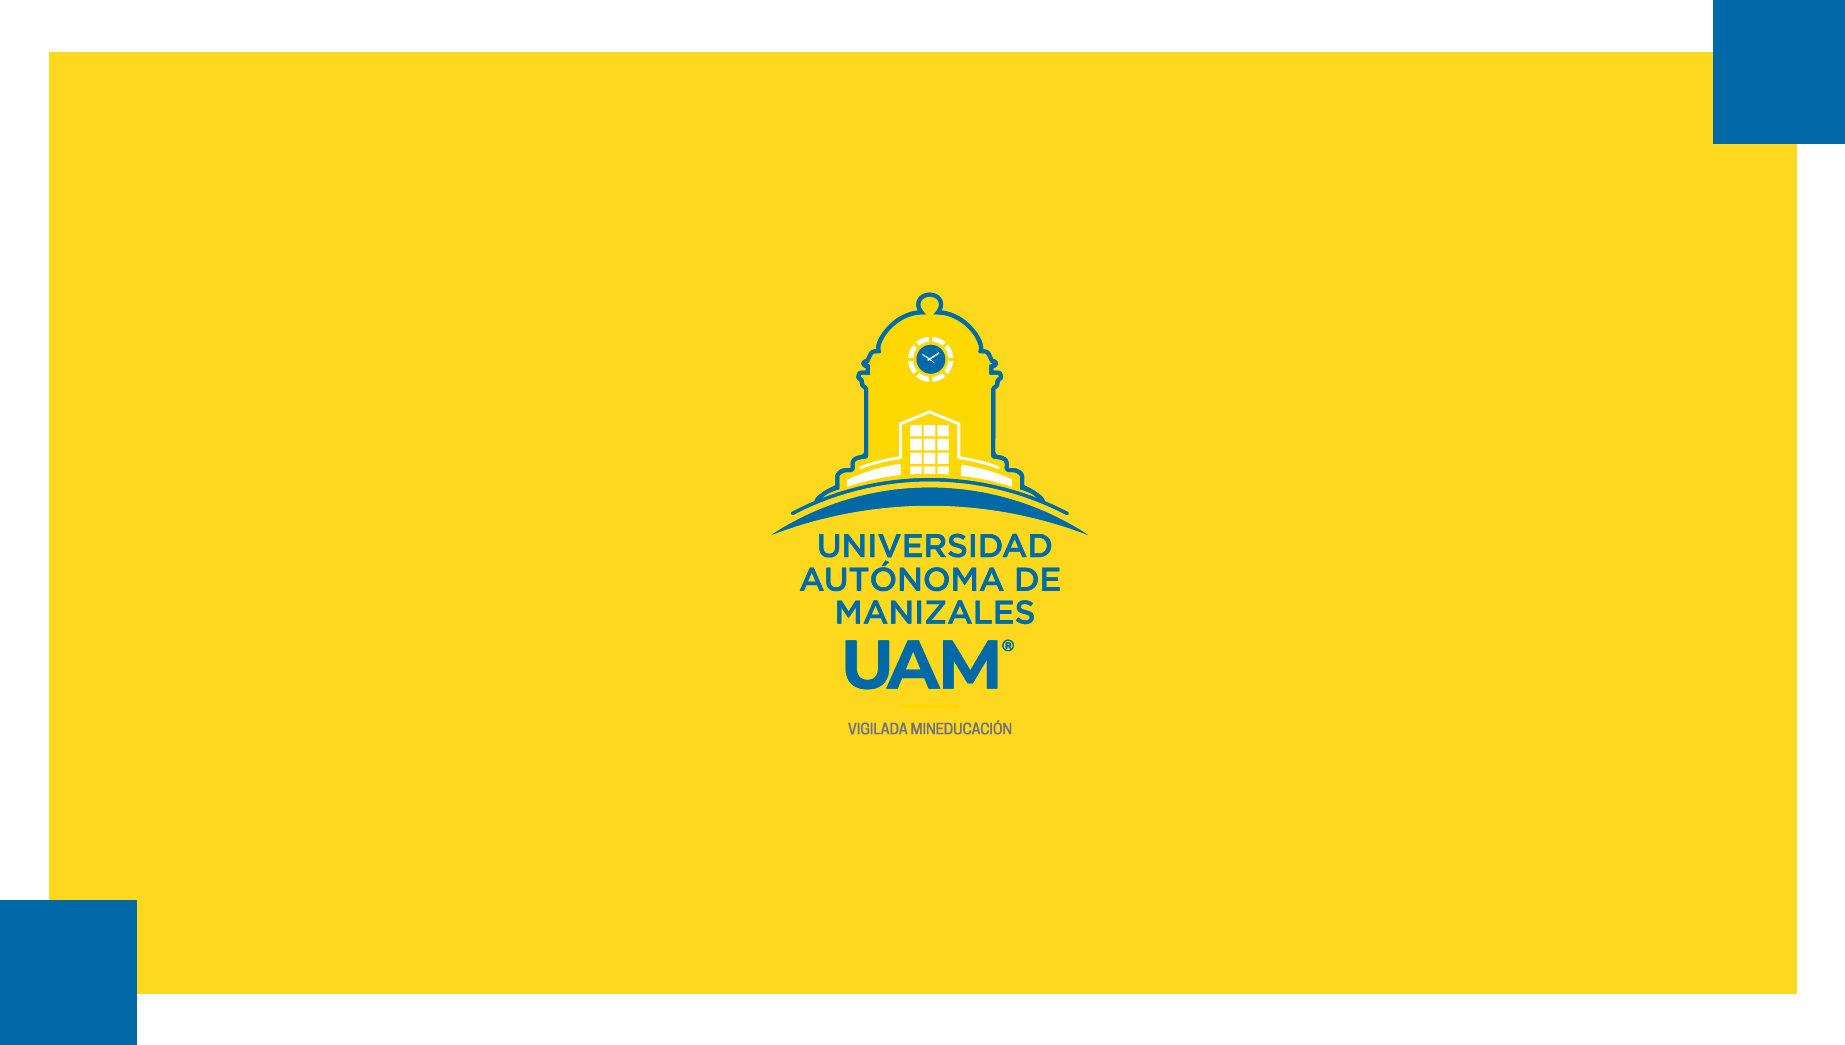 UNIVERSIDAD
AUTÓNOMA DE
MANIZALES
UAM®
VIGILADA MINEDUCACIÓN